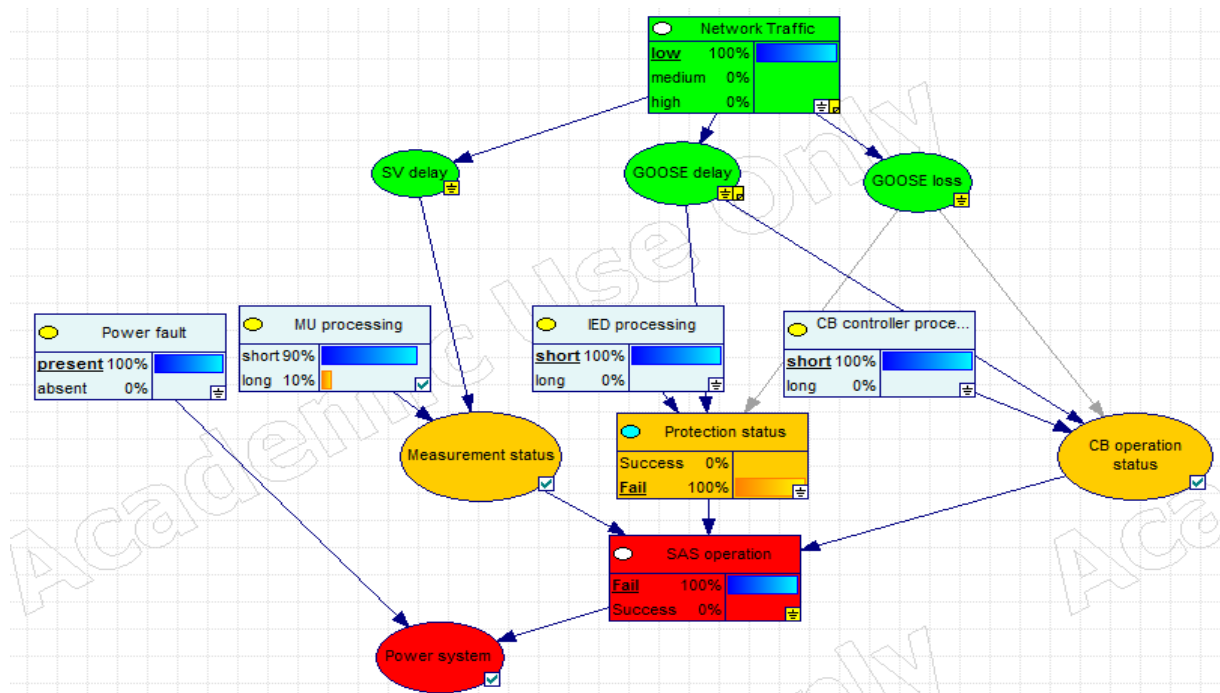 Network Traffic
low 100%
medium 0%
high 0%
SV delay
GOOSE delay
GOOSE loss
Power fault
present 100%
absent 0%
MU processing
short 90%
long 10%
IED processing
short 100%
long 0%
CB controller proce...
short 100%
long 0%
Measurement status
Protection status
Success 0%
Fail 100%
CB operation
status
SAS operation
Fail 100%
Success 0%
Power system
Academic Use Only
Aca
only